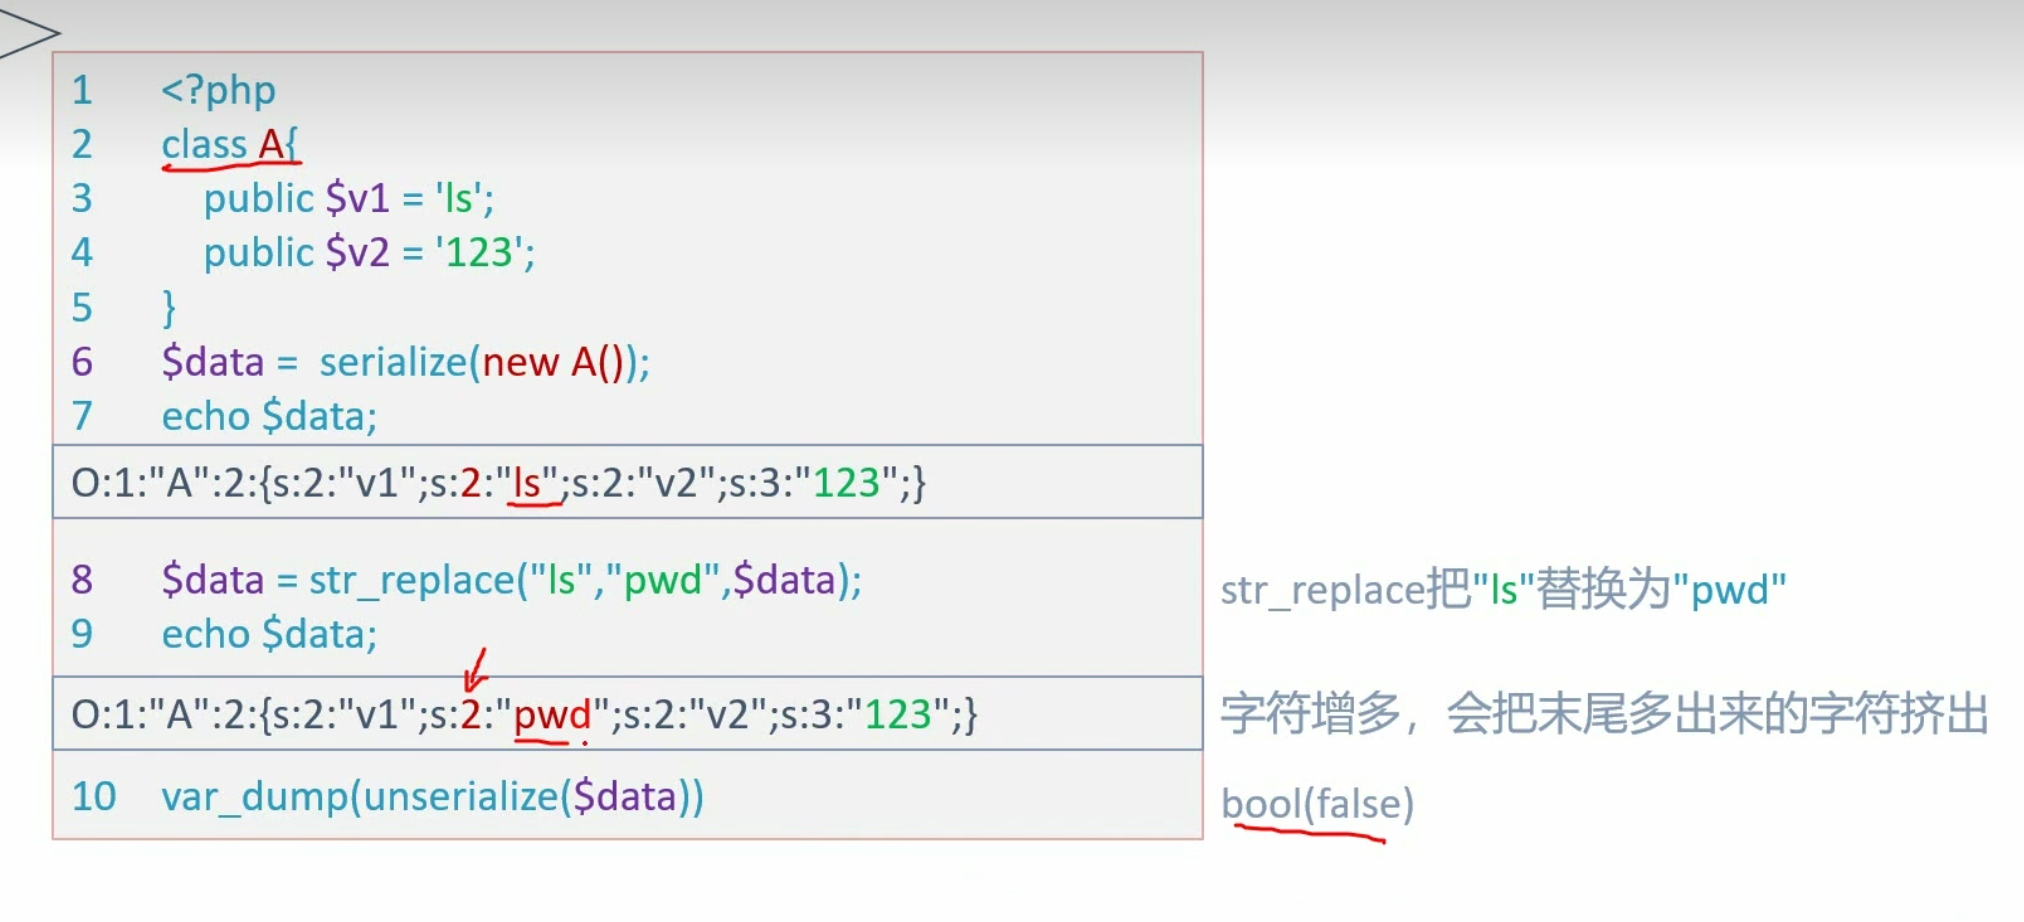 1 <?php
2 class A{
3 public $v1 = 'ls';
4 public $v2 = '123';
5 }
6 $data = serialize(new A());
7 echo $data;
O:1:"A":2:{s:2:"v1";s:2:"ls";s:2:"v2";s:3:"123";}
8 $data = str_replace("ls","pwd",$data);
str_replace把"ls"替换为"pwd"
9 echo $data;
O:1:"A":2:{s:2:"v1";s:2:"pwd";s:2:"v2";s:3:"123";}
字符增多，会把末尾多出来的字符挤出
10 var_dump(unserialize($data))
bool(false)